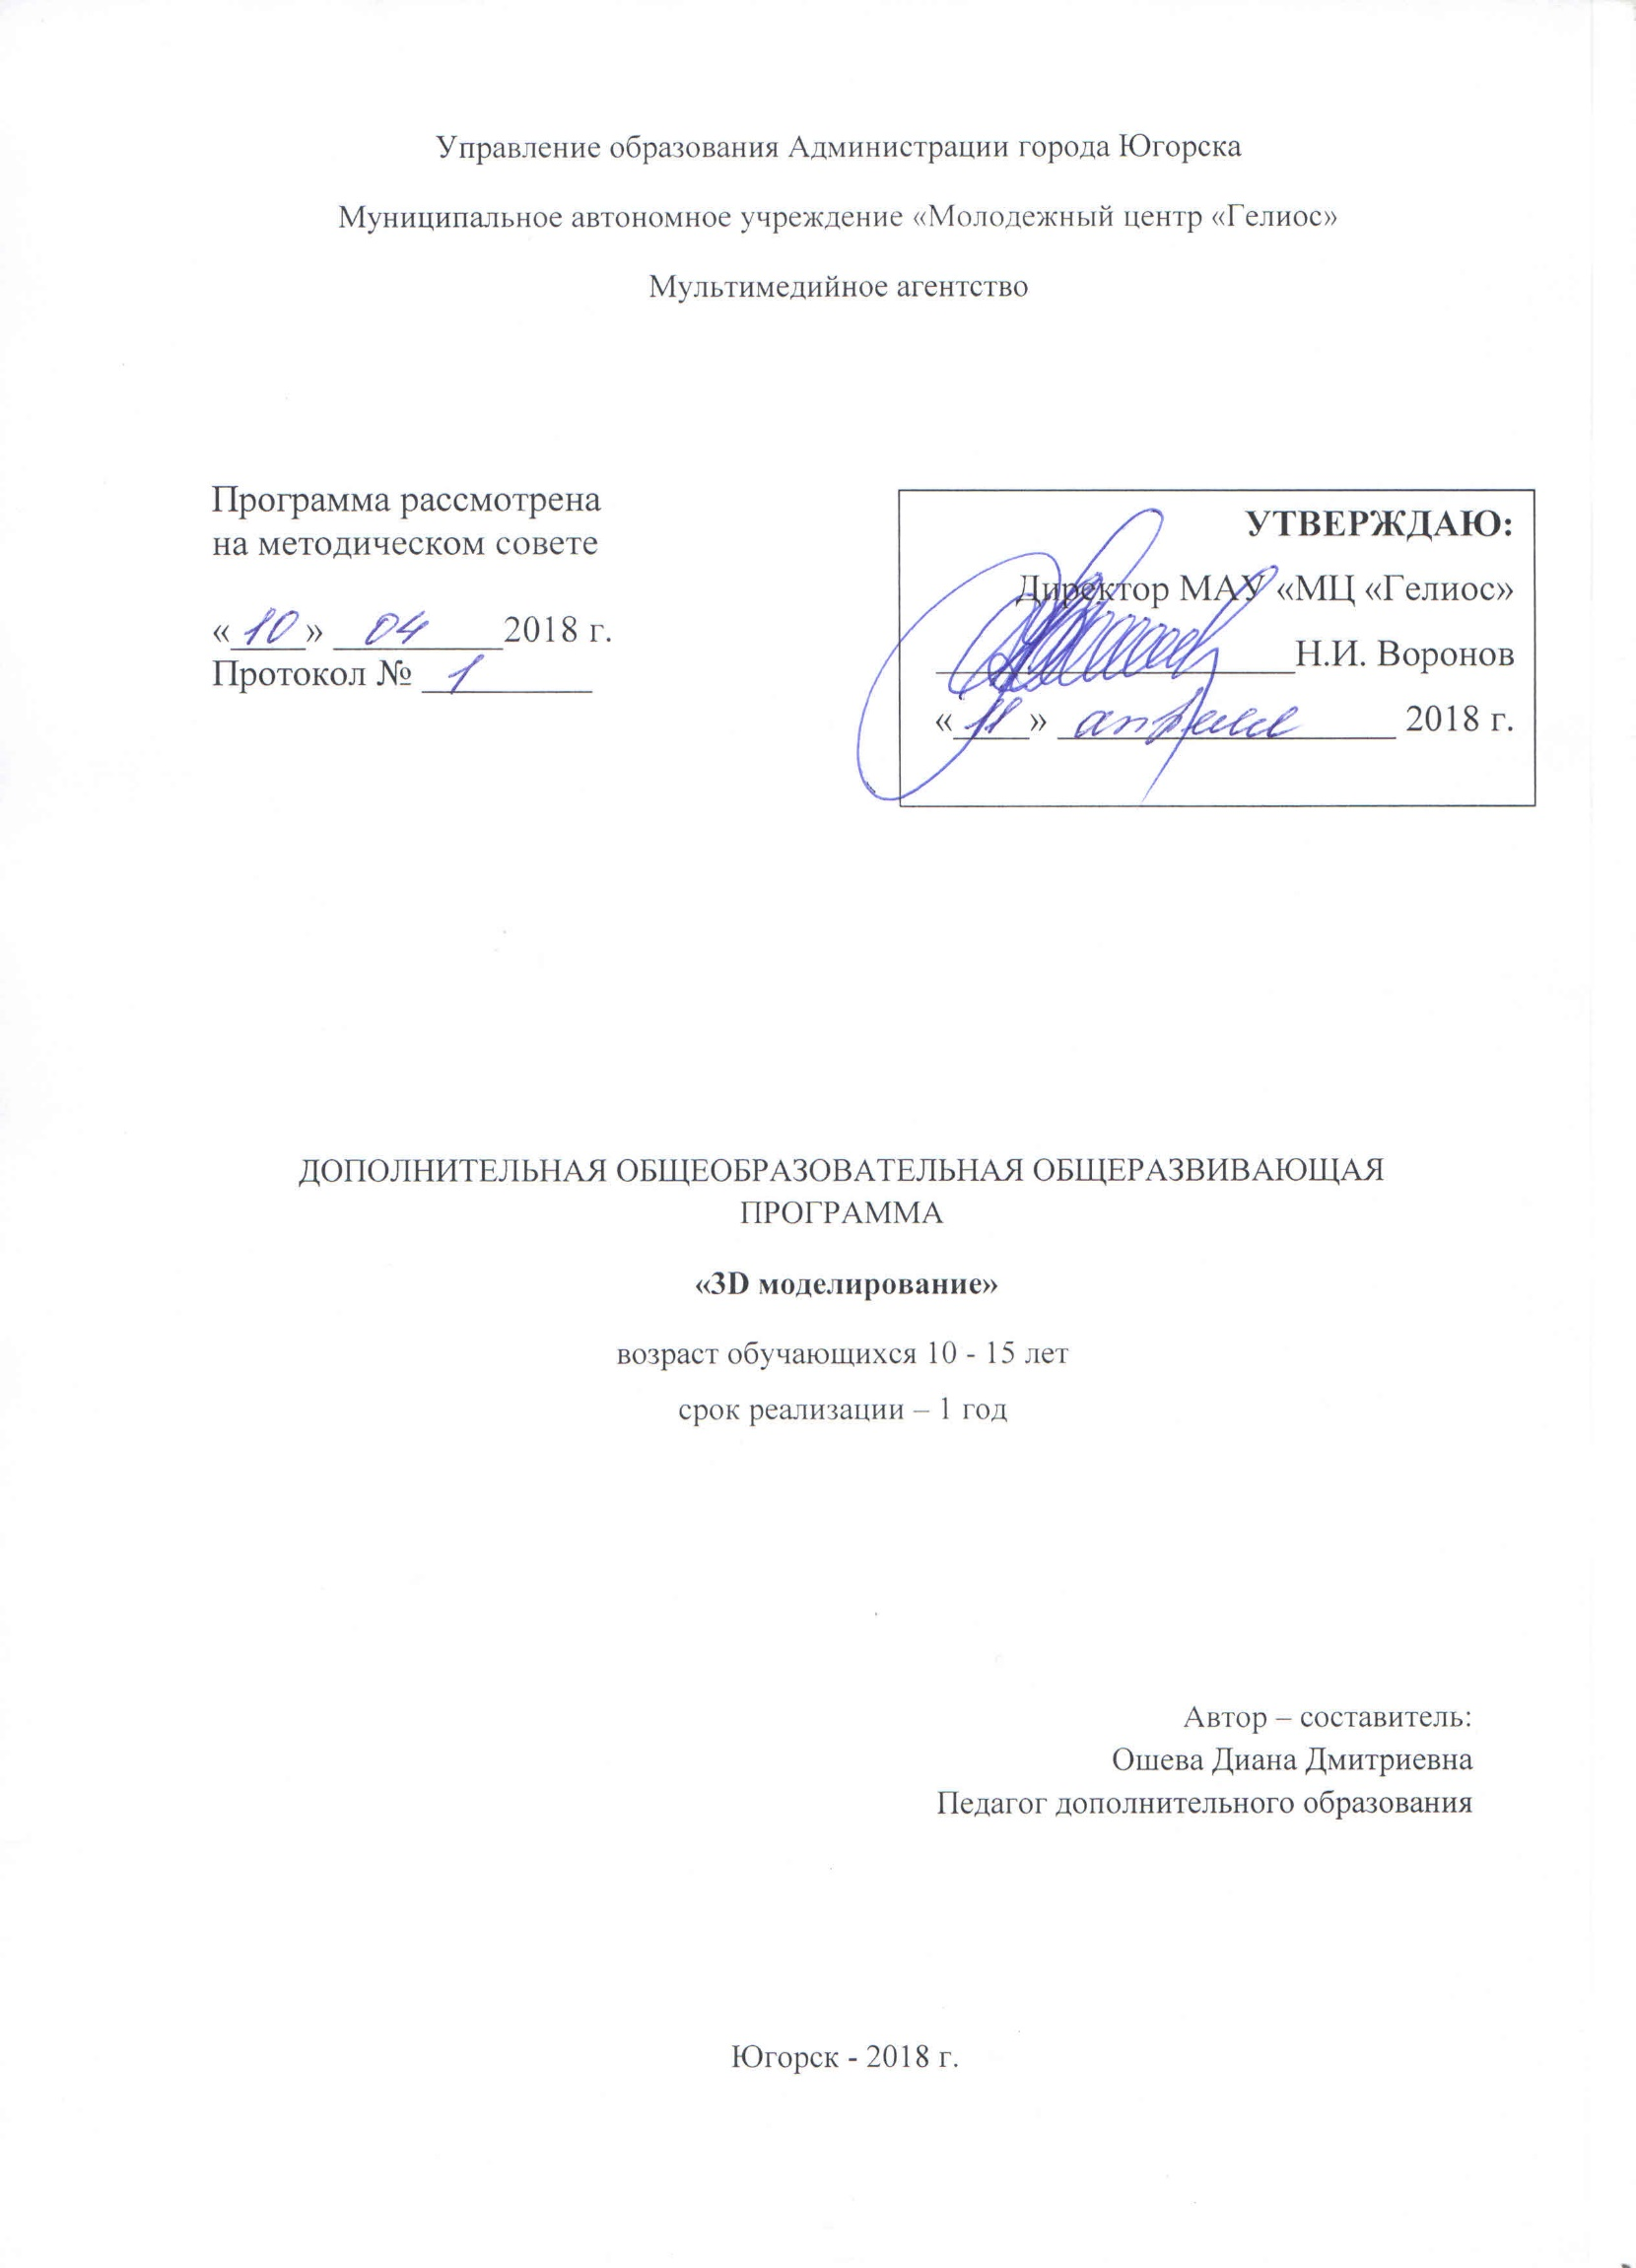 Управление образования Администрации города Югорска
Муниципальное автономное учреждение «Молодежный центр «Гелиос»
Мультимедийное агентство
Программа рассмотрена
на методическом совете
«10» 04 2018 г.
Протокол № 1
УТВЕРЖДАЮ:
Директор МАУ «МЦ «Гелиос»
Н.И. Воронов
«11» апреля 2018 г.
ДОПОЛНИТЕЛЬНАЯ ОБЩЕОБРАЗОВАТЕЛЬНАЯ ОБЩЕРАЗВИВАЮЩАЯ
ПРОГРАММА
«3D моделирование»
возраст обучающихся 10 - 15 лет
срок реализации – 1 год
Автор – составитель:
Ошева Диана Дмитриевна
Педагог дополнительного образования
Югорск - 2018 г.